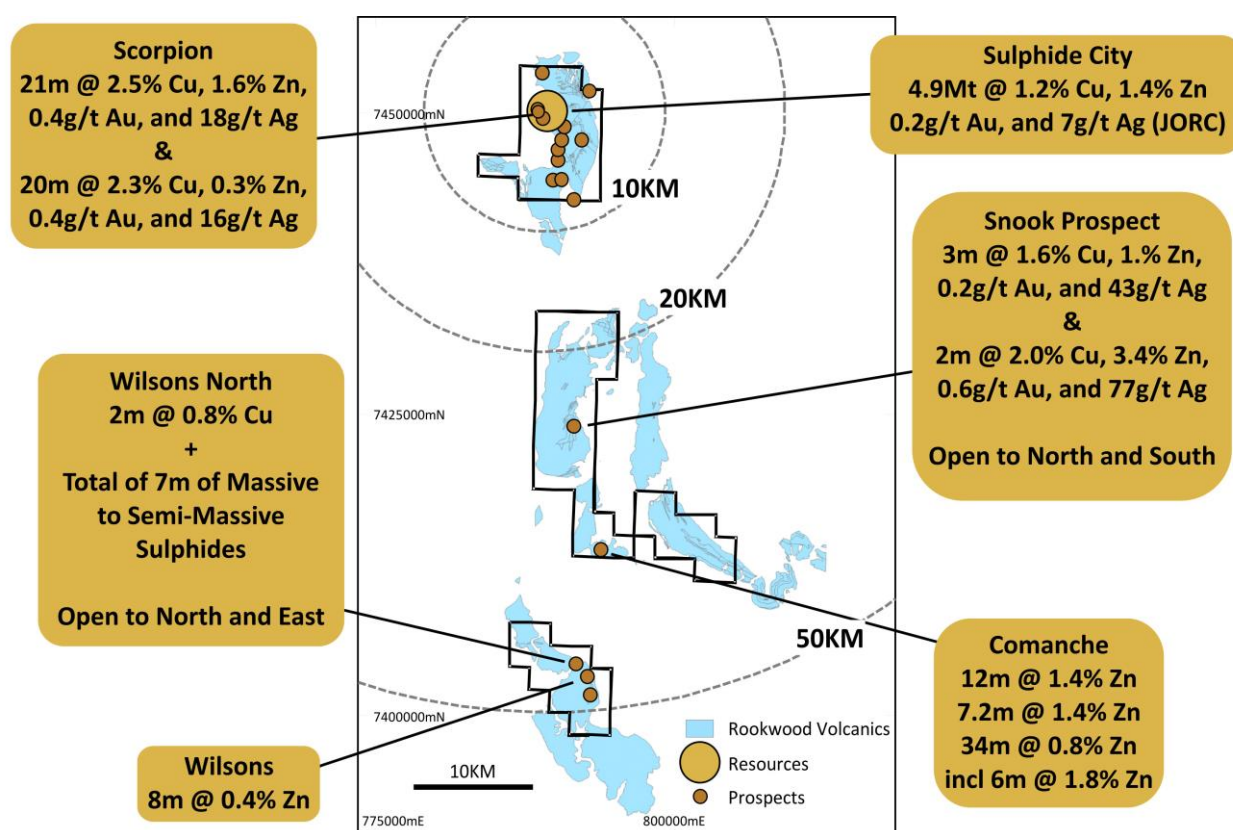 Scorpion
21m @ 2.5% Cu, 1.6% Zn,
0.4g/t Au, and 18g/t Ag
&
20m @ 2.3% Cu, 0.3% Zn,
0.4g/t Au, and 16g/t Ag
Sulphide City
4.9Mt @ 1.2% Cu, 1.4% Zn
0.2g/t Au, and 7g/t Ag (JORC)
7450000mN
10KM
Snook Prospect
3m @ 1.6% Cu, 1.% Zn,
0.2g/t Au, and 43g/t Ag
&
2m @ 2.0% Cu, 3.4% Zn,
0.6g/t Au, and 77g/t Ag
Open to North and South
20KM
Wilsons North
2m @ 0.8% Cu
+
Total of 7m of Massive
to Semi-Massive
Sulphides
Open to North and East
7425000mN
50KM
Comanche
12m @ 1.4% Zn
7.2m @ 1.4% Zn
34m @ 0.8% Zn
incl 6m @ 1.8% Zn
7400000mN
Wilsons
8m @ 0.4% Zn
Rookwood Volcanics
Resources
Prospects
10KM
775000mE
800000mE